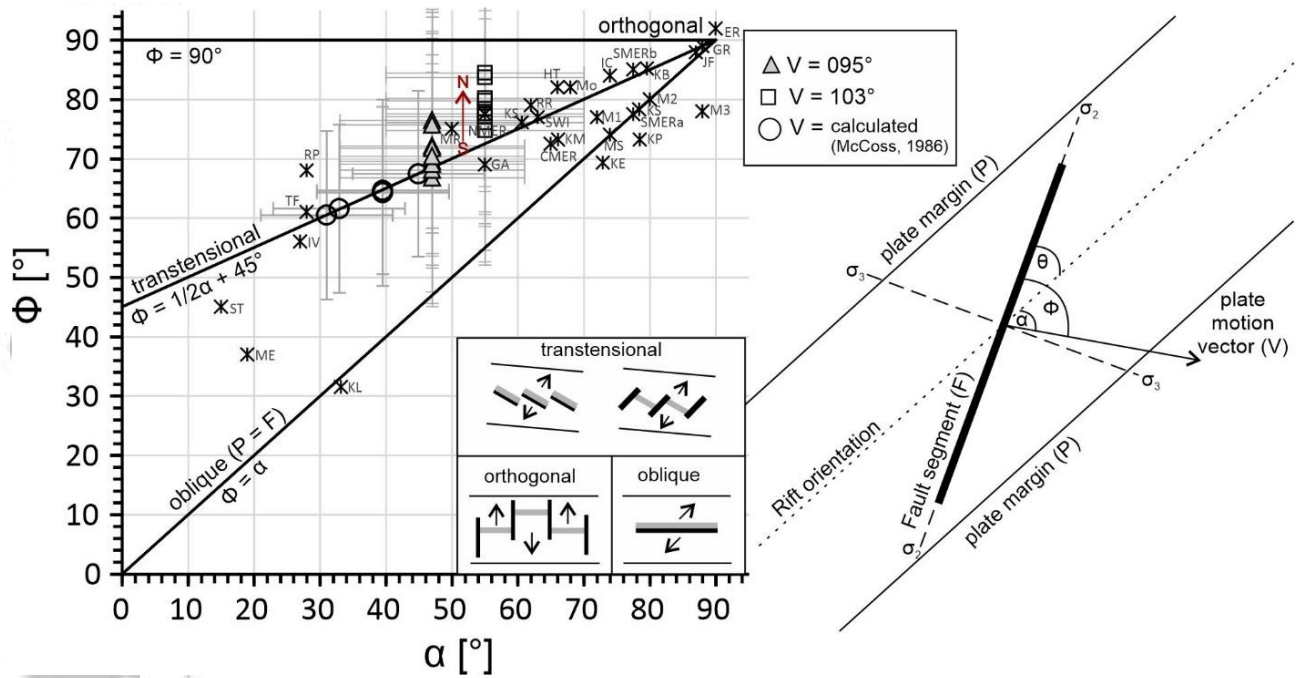 orthogonal
Φ = 90°
transtensional
Φ = 1/2α + 45°
oblique (P = F)
Φ = α
Φ [°]
90
80
70
60
50
40
30
20
10
0
0 10 20 30 40 50 60 70 80 90
α [°]
N
S
ER
GR
JF
SMERb
KB
IC
HT
Mo
M2
M3
RR
KS
SWI
M1
KS
SMERa
KP
NMER
MR
KM
MS
CMER
KE
GA
RP
TF
IV
ST
ME
KL
transtensional
orthogonal
oblique
V = 095°
V = 103°
V = calculated
(McCoss, 1986)
plate margin (P)
σ2
σ3
θ
Φ
α
plate
motion
vector (V)
σ3
Rift orientation
Fault segment (F)
σ2
plate margin (P)